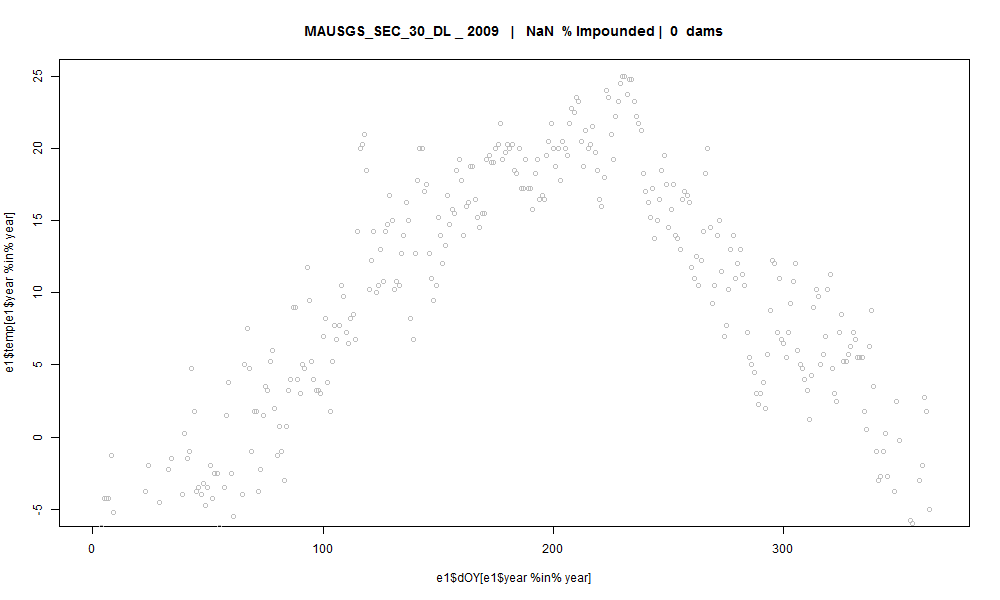 MAUSGS_SEC_30_DL _ 2009 | NaN % Impounded | 0 dams
e1$temp[e1$year %in% year]
25
20
15
10
5
0
-5
0 100 200 300
e1$dOY[e1$year %in% year]